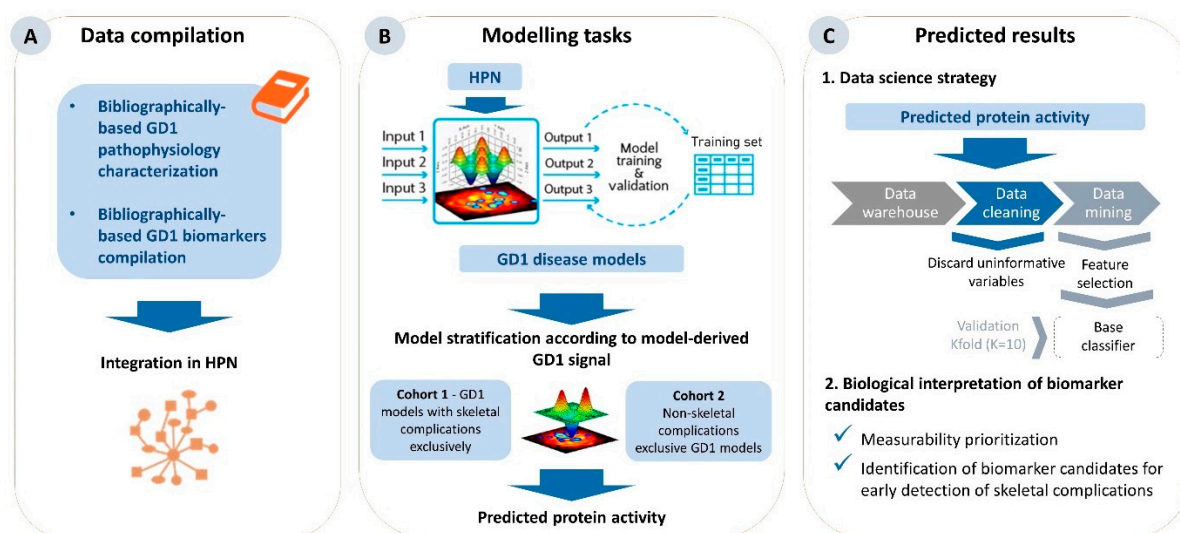 A
Data compilation
• Bibliographically-
based GD1
pathophysiology
characterization
• Bibliographically-
based GD1 biomarkers
compilation
Integration in HPN
B
Modelling tasks
HPN
Input 1
Input 2
Input 3
Output 1
Output 2
Output 3
Model
training
&
validation
Training set
GD1 disease models
Model stratification according to model-derived
GD1 signal
Cohort 1 - GD1
models with skeletal
complications
exclusively
Cohort 2
Non-skeletal
complications
exclusive GD1 models
Predicted protein activity
C
Predicted results
1. Data science strategy
Predicted protein activity
Data
warehouse
Data
cleaning
Data
mining
Discard uninformative
variables
Feature
selection
Validation
Kfold (K=10)
Base
classifier
2. Biological interpretation of biomarker
candidates
✓ Measurability prioritization
✓ Identification of biomarker candidates for
early detection of skeletal complications